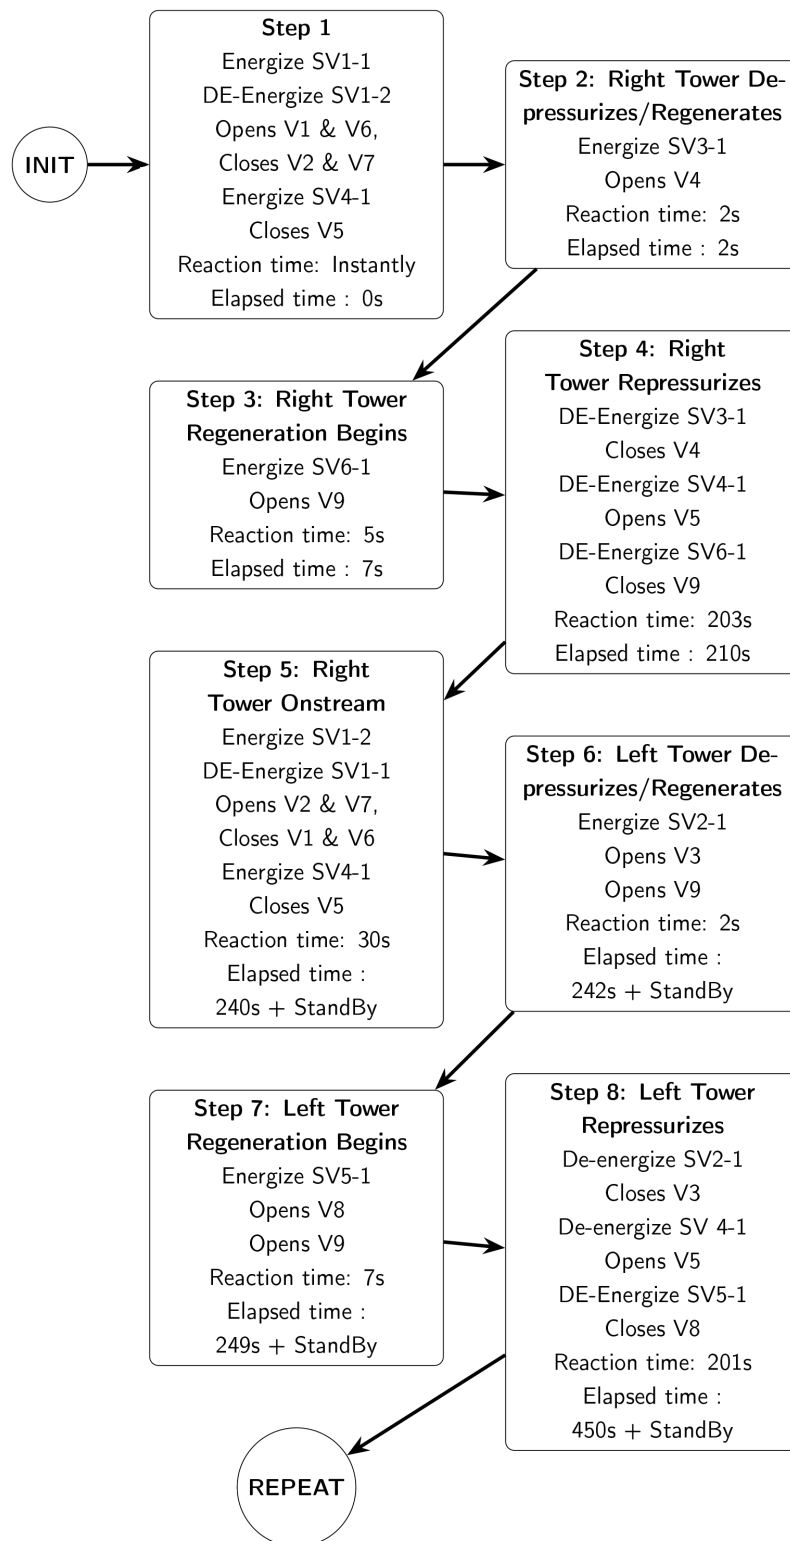 INIT
Step 1
Energize SV1-1
DE-Energize SV1-2
Opens V1 & V6,
Closes V2 & V7
Energize SV4-1
Closes V5
Reaction time: Instantly
Elapsed time : 0s
Step 2: Right Tower De-
pressurizes/Regenerates
Energize SV3-1
Opens V4
Reaction time: 2s
Elapsed time : 2s
Step 3: Right Tower
Regeneration Begins
Energize SV6-1
Opens V9
Reaction time: 5s
Elapsed time : 7s
Step 4: Right
Tower Repressurizes
DE-Energize SV3-1
Closes V4
DE-Energize SV4-1
Opens V5
DE-Energize SV6-1
Closes V9
Reaction time: 203s
Elapsed time : 210s
Step 5: Right
Tower Onstream
Energize SV1-2
DE-Energize SV1-1
Opens V2 & V7,
Closes V1 & V6
Energize SV4-1
Closes V5
Reaction time: 30s
Elapsed time :
240s + StandBy
Step 6: Left Tower De-
pressurizes/Regenerates
Energize SV2-1
Opens V3
Opens V9
Reaction time: 2s
Elapsed time :
242s + StandBy
Step 7: Left Tower
Regeneration Begins
Energize SV5-1
Opens V8
Opens V9
Reaction time: 7s
Elapsed time :
249s + StandBy
Step 8: Left Tower
Repressurizes
De-energize SV2-1
Closes V3
De-energize SV 4-1
Opens V5
DE-Energize SV5-1
Closes V8
Reaction time: 201s
Elapsed time :
450s + StandBy
REPEAT